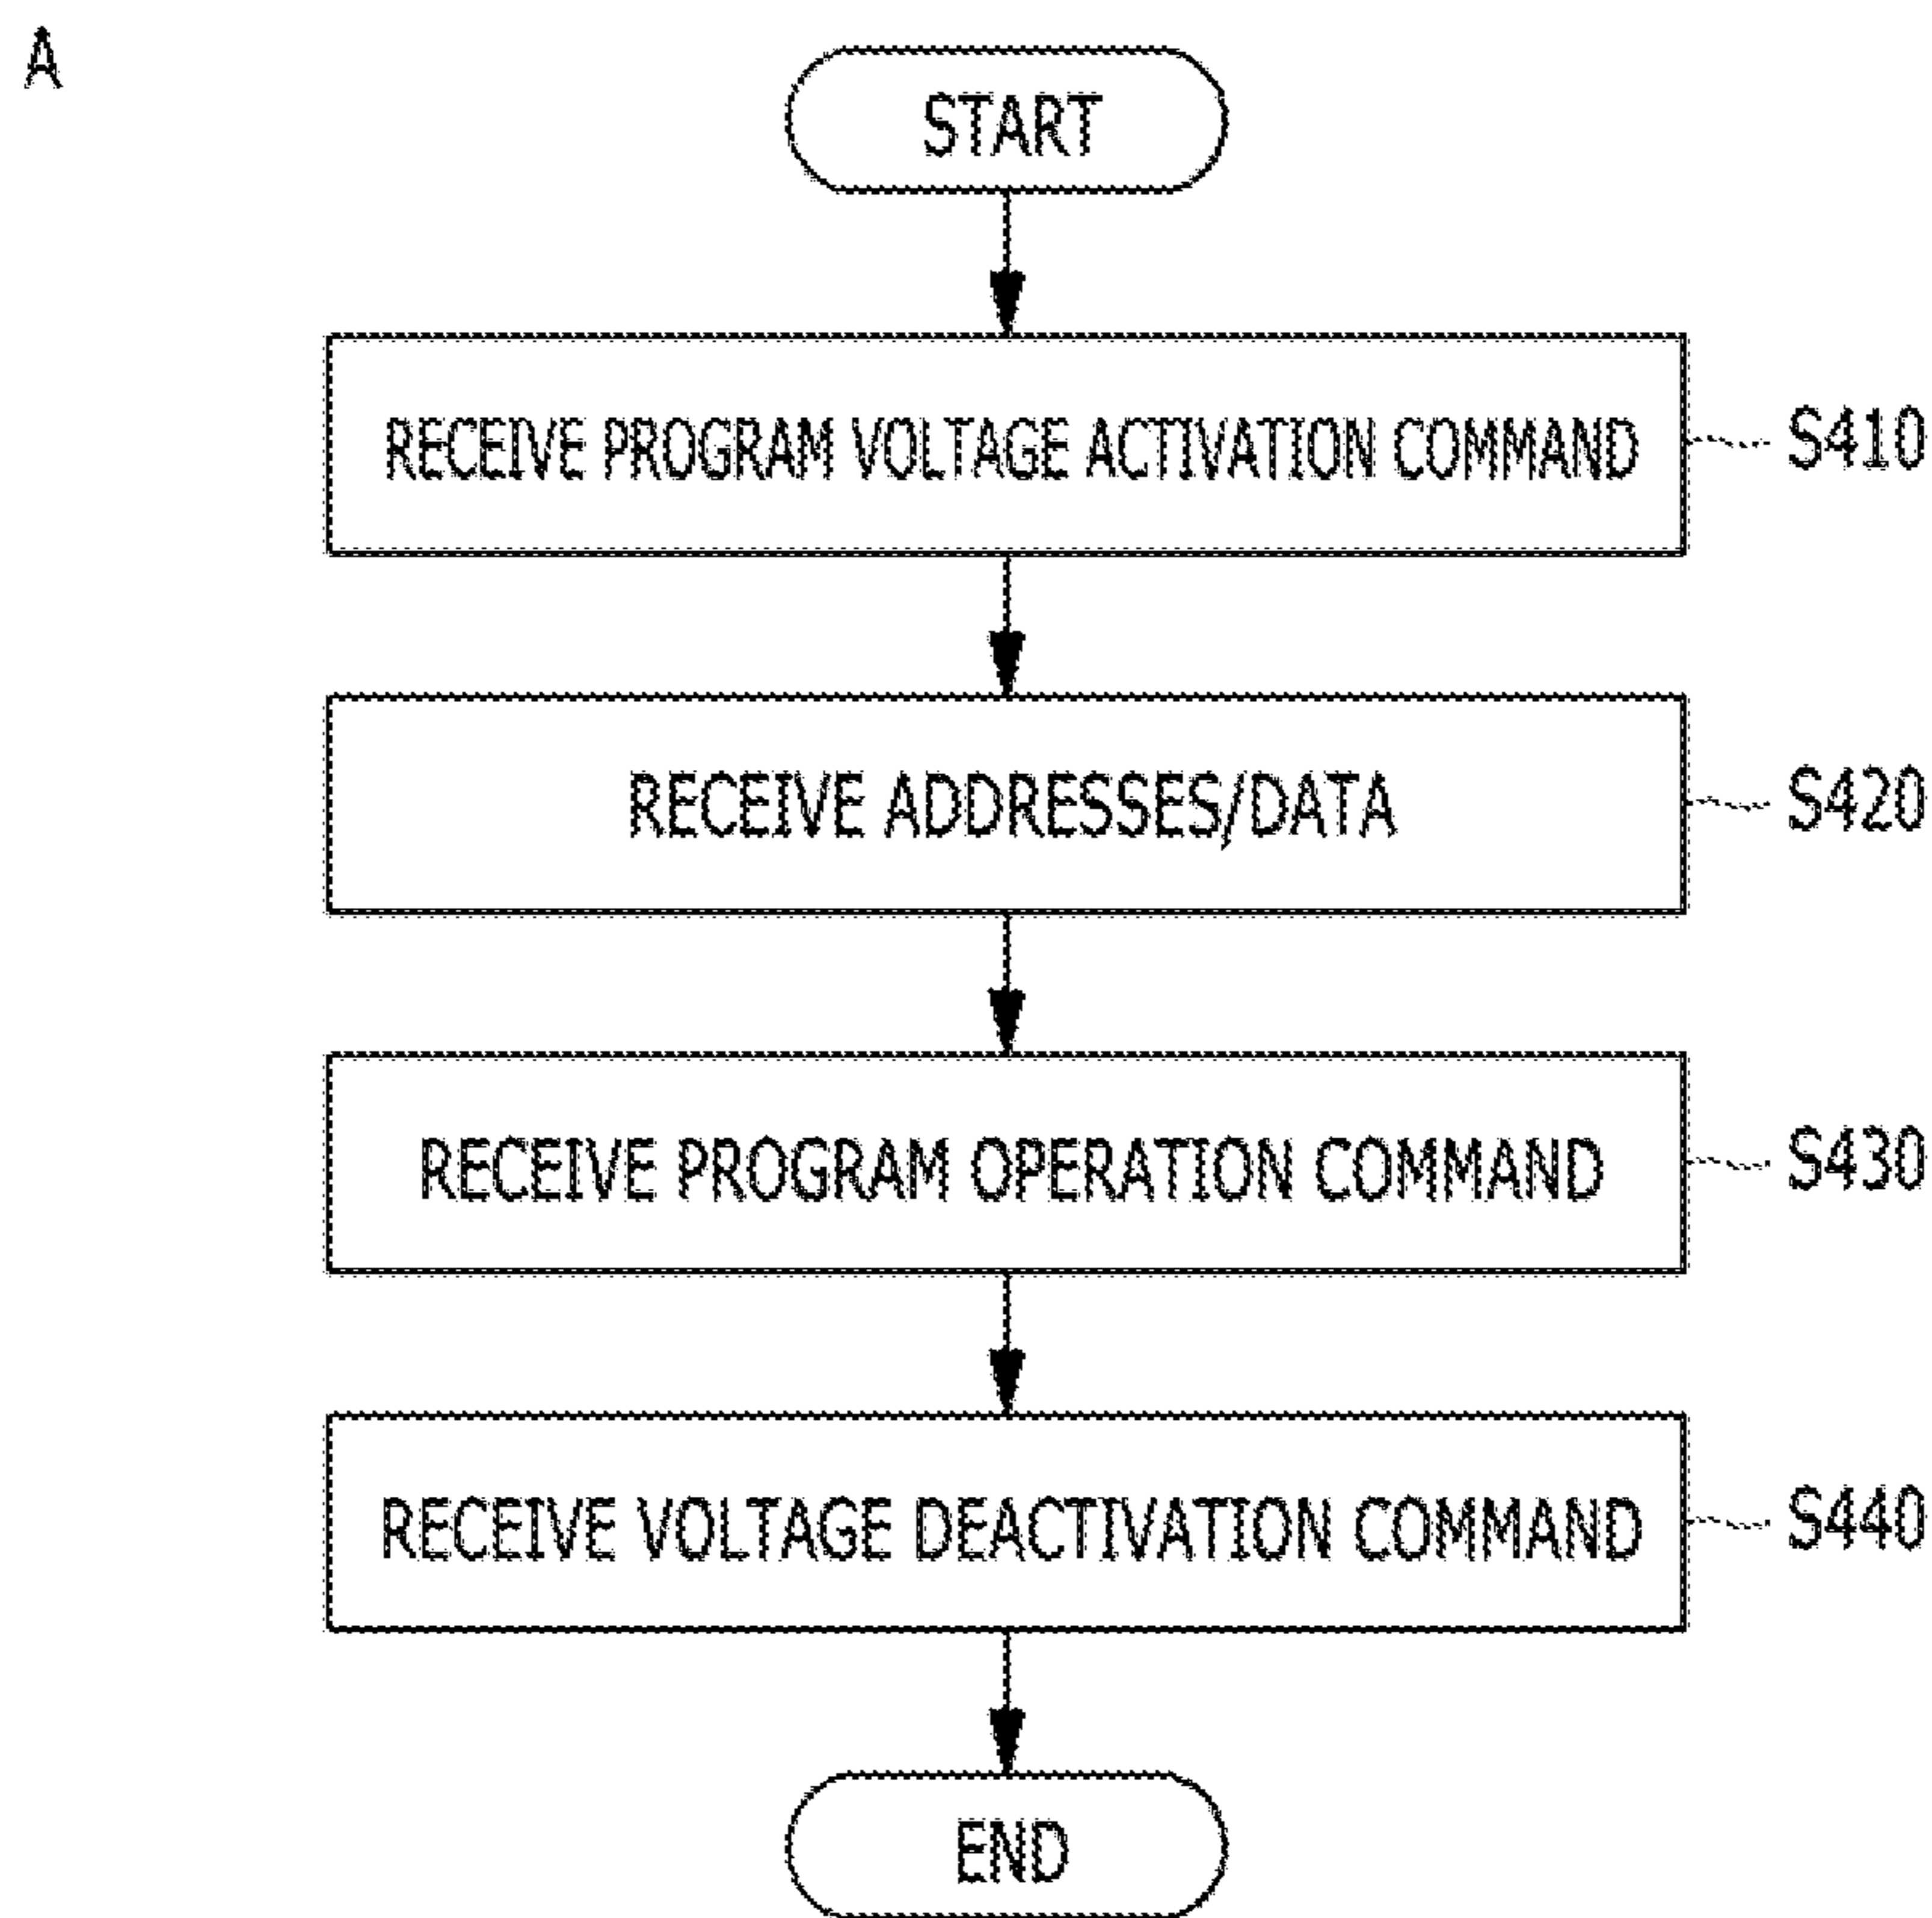 A
START
RECEIVE PROGRAM VOLTAGE ACTIVATION COMMAND
S410
RECEIVE ADDRESSES/DATA
S420
RECEIVE PROGRAM OPERATION COMMAND
S430
RECEIVE VOLTAGE DEACTIVATION COMMAND
S440
END